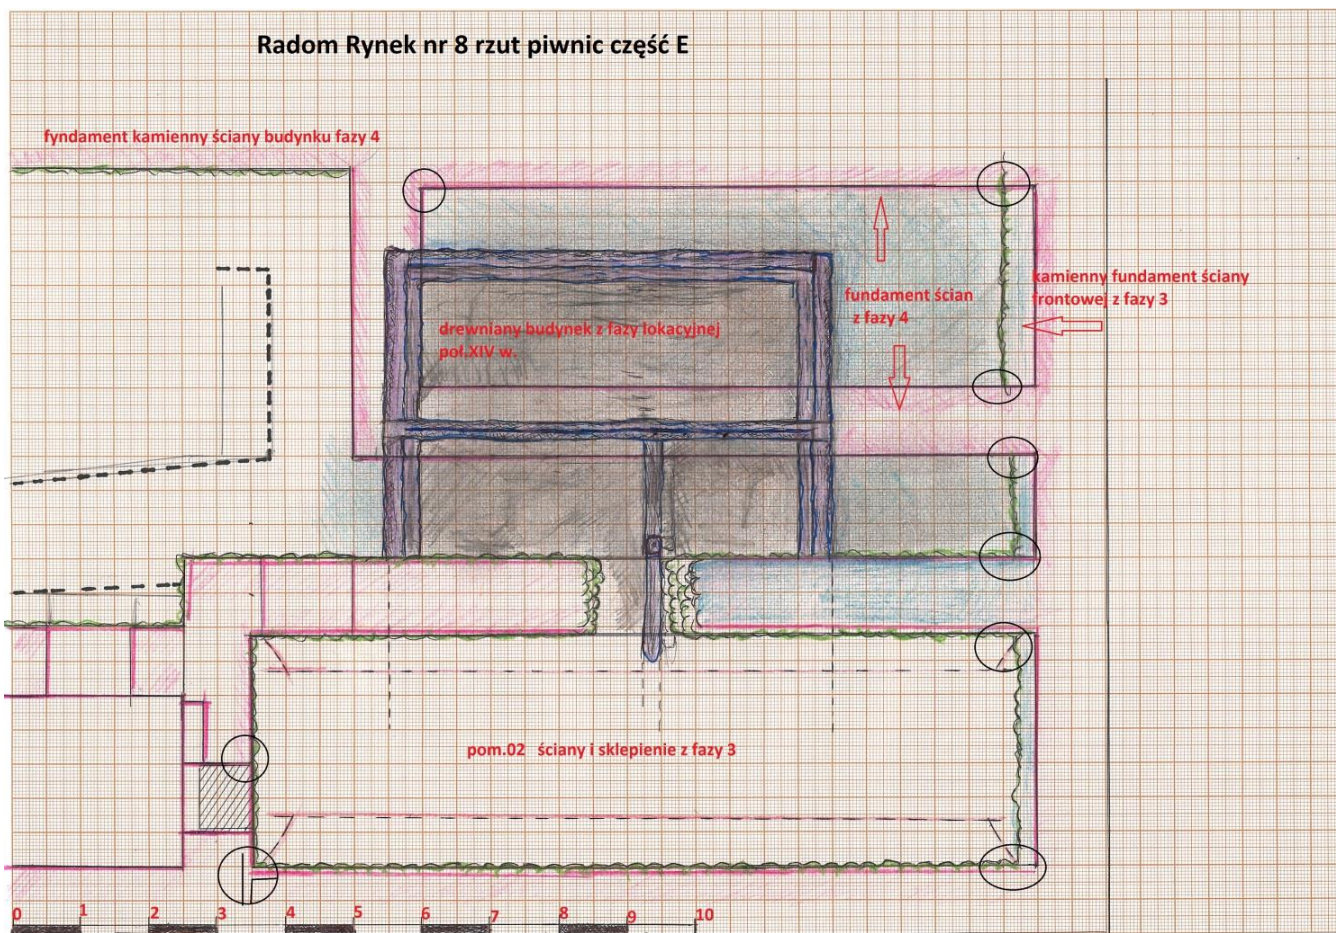 Radom Rynek nr 8 rzut piwnic część E
fyndament kamienny ściany budynku fazy 4
kamienny fundament ściany
frontowej z fazy 3
fundament ścian
z fazy 4
drewniany budynek z fazy lokacyjnej
poł.XIV w.
pom.02 ściany i sklepienie z fazy 3
0 1 2 3 4 5 6 7 8 9 10